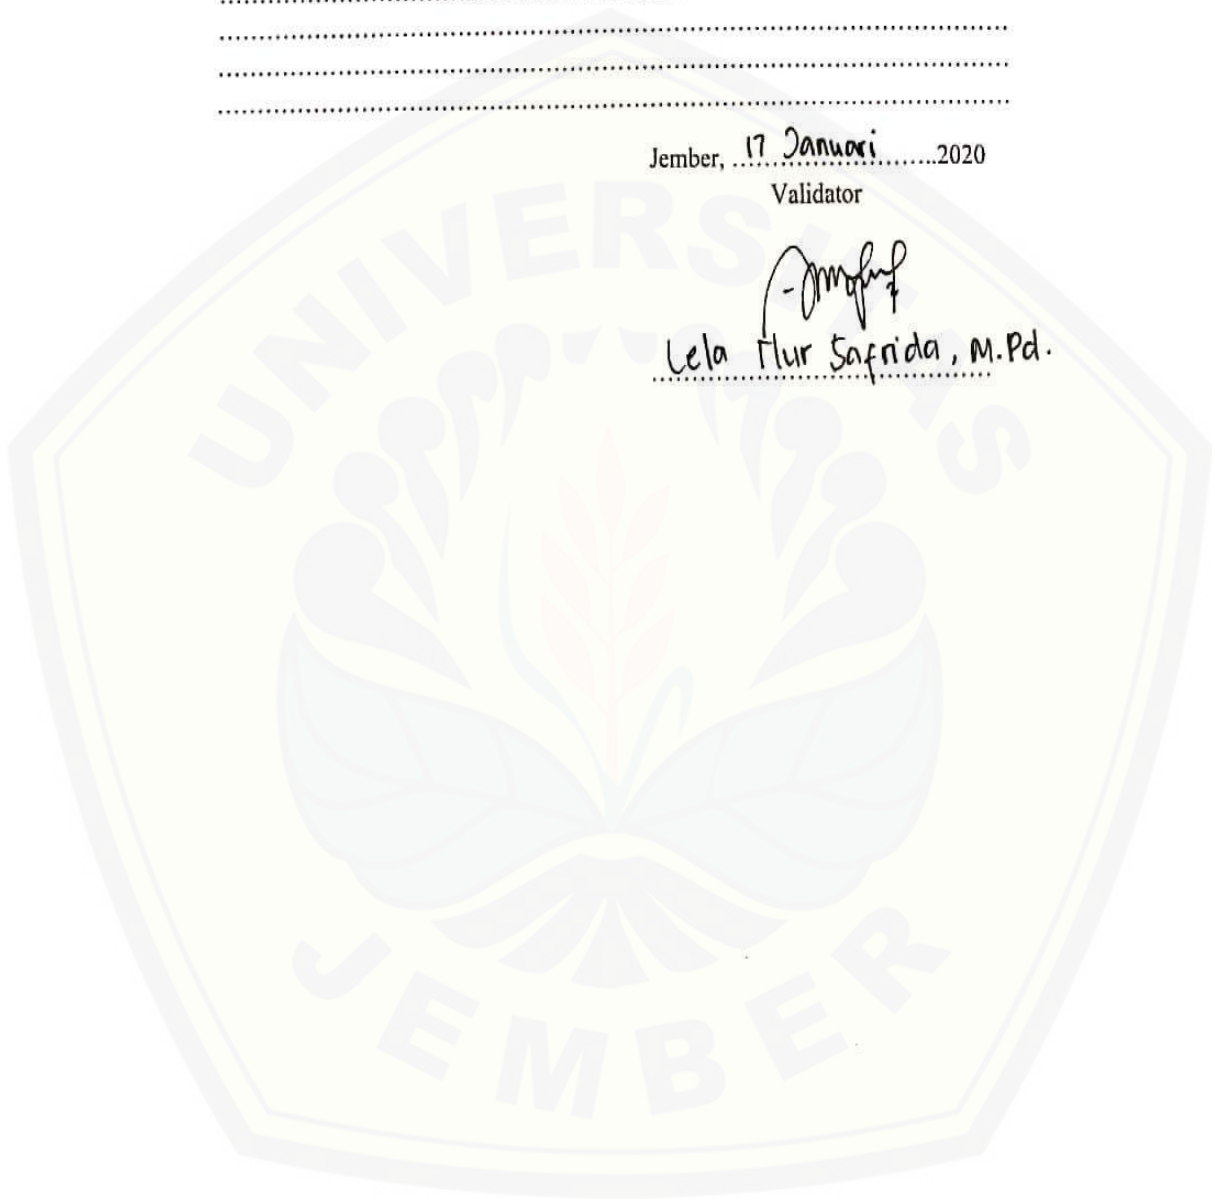 Jember, 17 Januari 2020
Validator
Lela Nur Safrida, M.Pd.
UNIVERSITAS
JEMBER